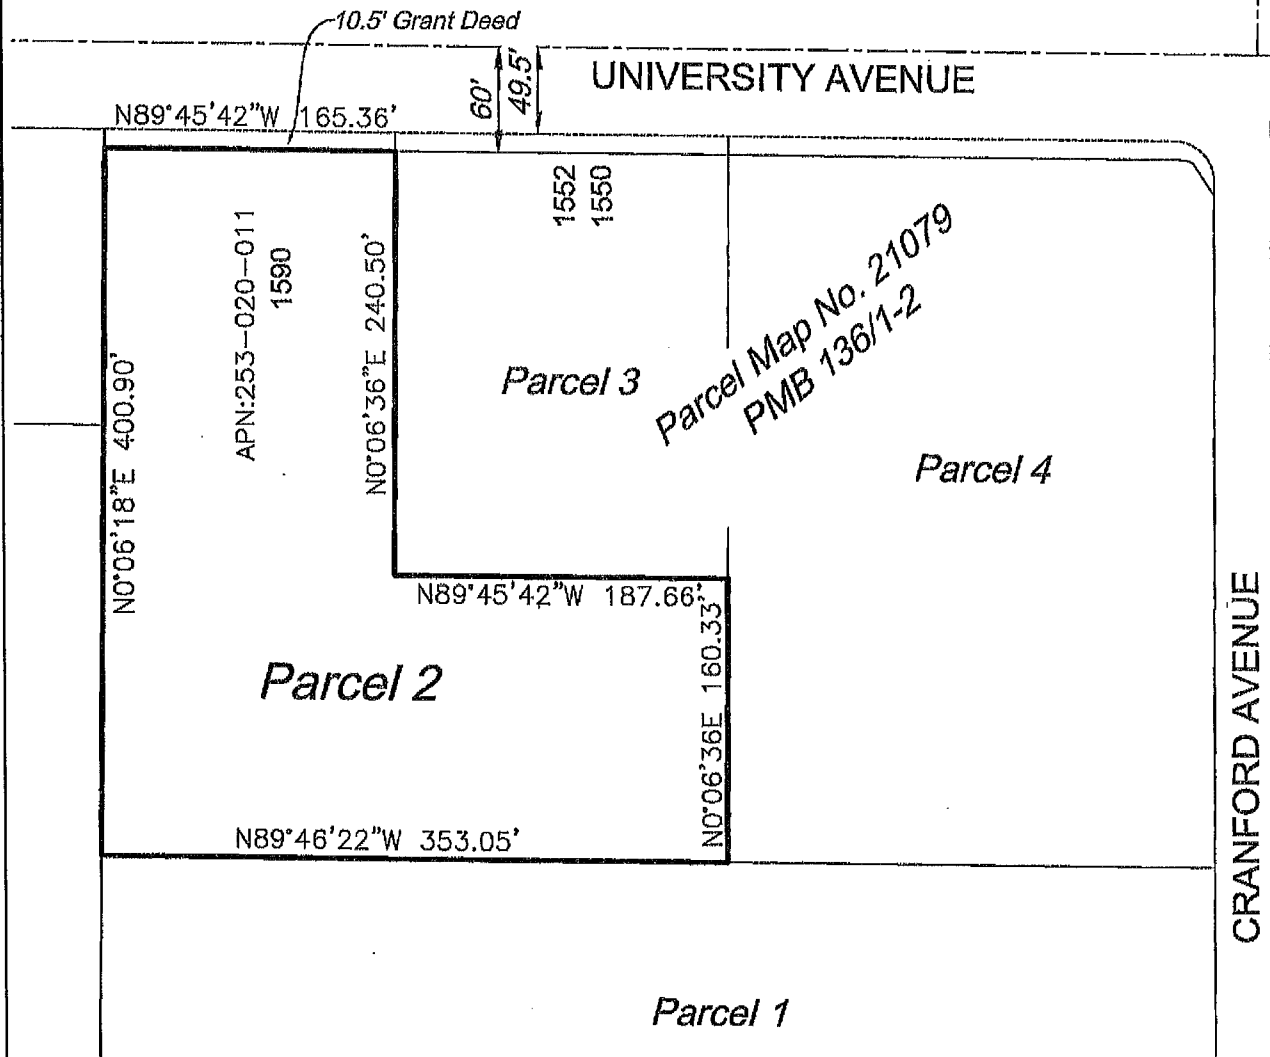 10.5' Grant Deed
UNIVERSITY AVENUE
60'
49.5'
N89°45'42"W 165.36'
1552
1550
APN:253-020-011
1590
N0°06'36"E 240.50'
N0°06'18"E 400.90'
Parcel 3
Parcel Map No. 21079
PMB 136/1-2
Parcel 4
N89°45'42"W 187.66'
N0°06'36E 160.33'
Parcel 2
N89°46'22"W 353.05'
CRANFORD AVENUE
Parcel 1